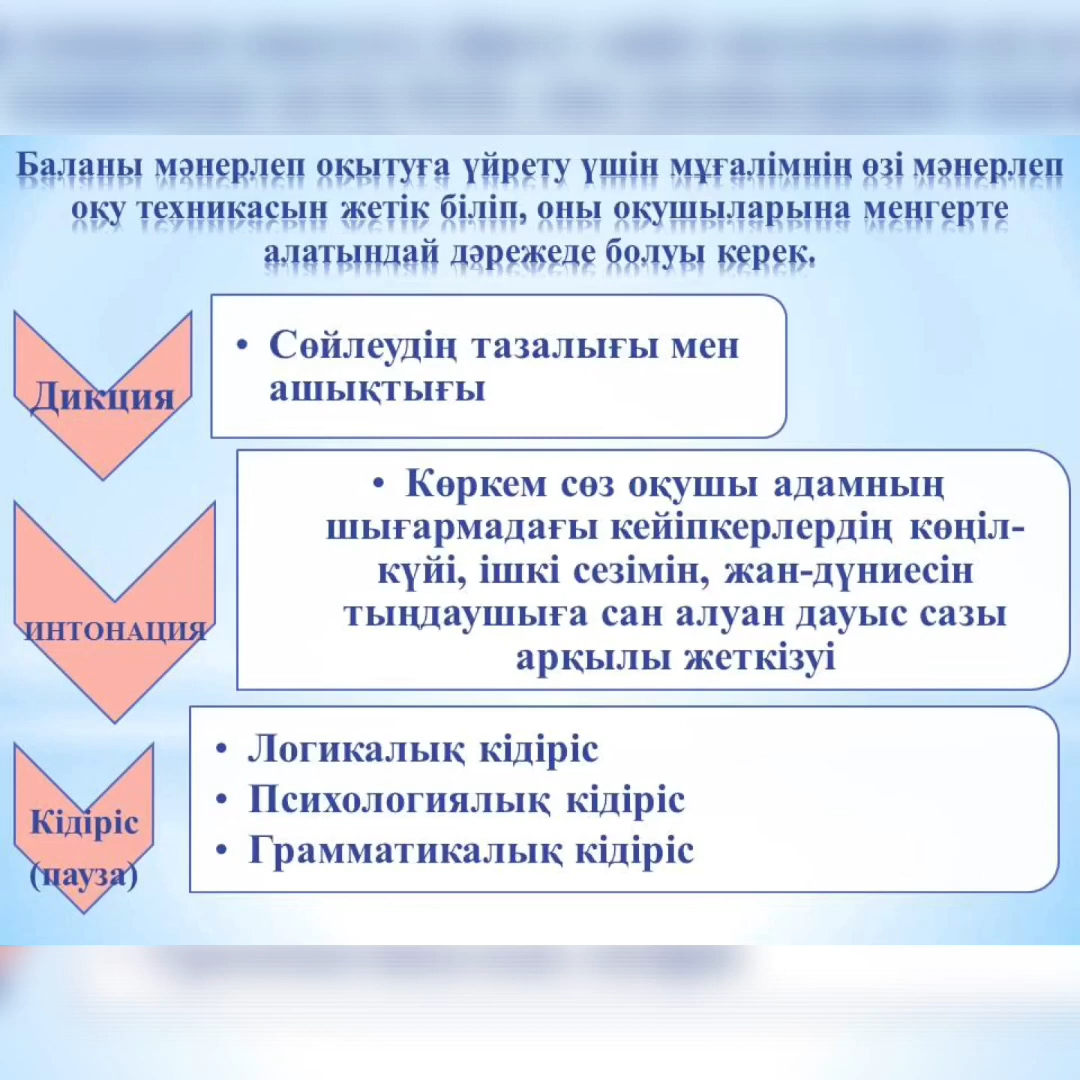 Баланы мәнерлеп оқытуға үйрету үшін мұғалімнің өзі мәнерлеп
оқу техникасын жетік біліп, оны оқушыларына меңгерте
алатындай дәрежеде болуы керек.
Дикция
• Сөйлеудің тазалығы мен
ашықтығы
ИНТОНАЦИЯ
• Көркем сөз оқушы адамның
шығармадағы кейіпкерлердің көңіл-
күйі, ішкі сезімін, жан-дүниесін
тыңдаушыға сан алуан дауыс сазы
арқылы жеткізуі
Кідіріс
(пауза)
• Логикалық кідіріс
• Психологиялық кідіріс
• Грамматикалық кідіріс